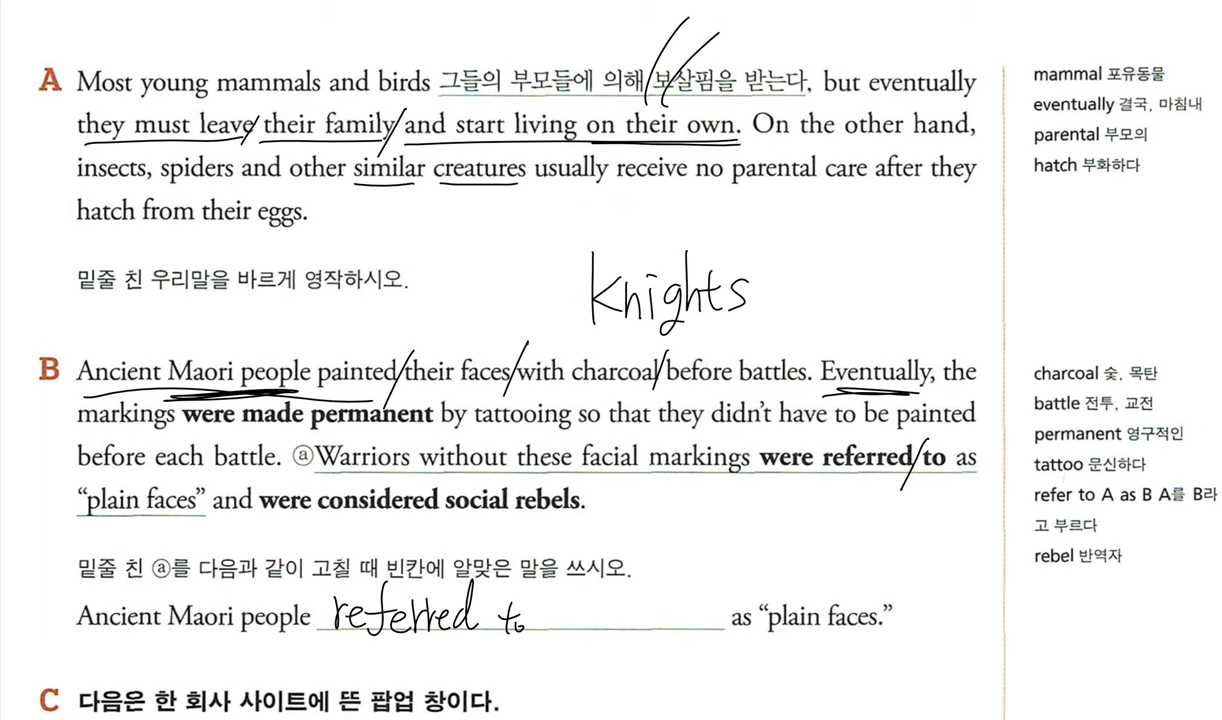 A Most young mammals and birds 그들의 부모들에 의해 보살핌을 받는다, but eventually
they must leave their family and start living on their own. On the other hand,
insects, spiders and other similar creatures usually receive no parental care after they
hatch from their eggs.
mammal 포유동물
eventually 결국, 마침내
parental 부모의
hatch 부화하다
밑줄 친 우리말을 바르게 영작하시오.
knights
B Ancient Maori people painted their faces with charcoal before battles. Eventually, the
markings were made permanent by tattooing so that they didn't have to be painted
before each battle. ⓐWarriors without these facial markings were referred to as
"plain faces" and were considered social rebels.
charcoal 숯, 목탄
battle 전투, 교전
permanent 영구적인
tattoo 문신하다
refer to A as B A를 B라
고 부르다
rebel 반역자
밑줄 친 ⓐ를 다음과 같이 고칠 때 빈칸에 알맞은 말을 쓰시오.
Ancient Maori people referred to as "plain faces."
C 다음은 한 회사 사이트에 뜬 팝업 창이다.